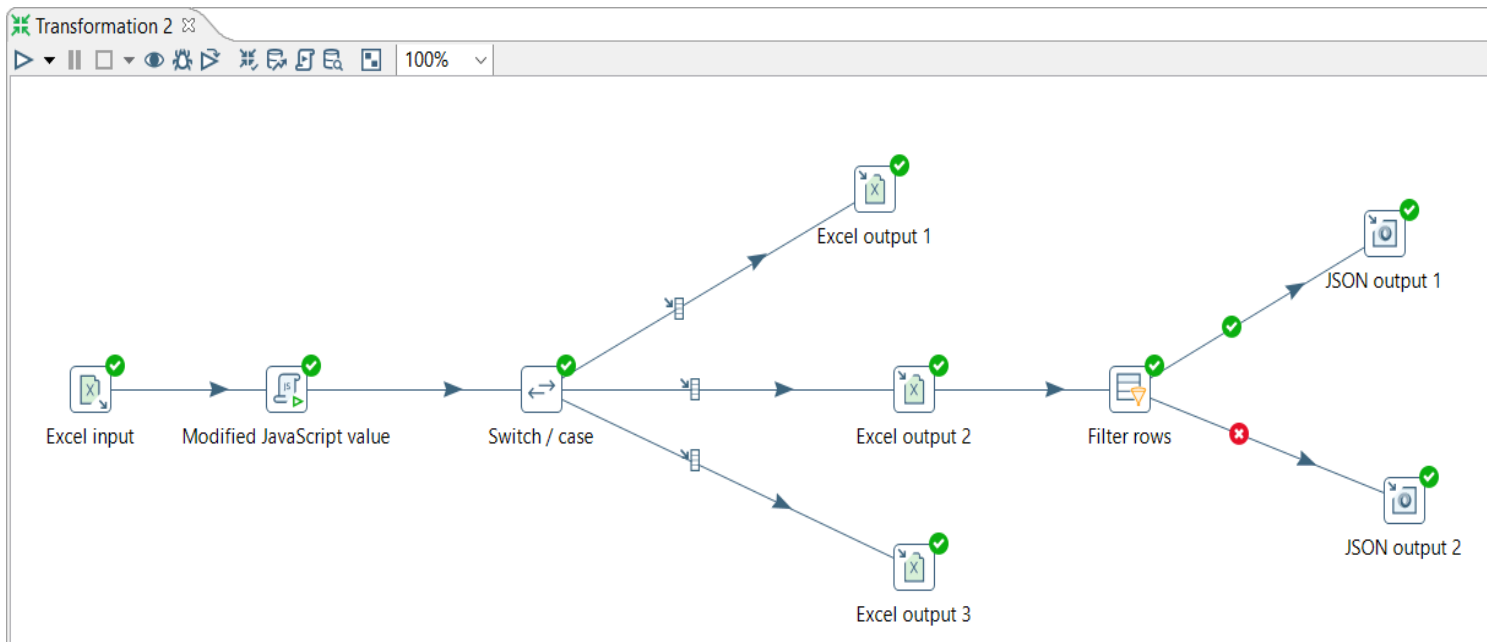 Transformation 2
100%
Excel output 1
JSON output 1
Excel input
Modified JavaScript value
Switch / case
Excel output 2
Filter rows
JSON output 2
Excel output 3